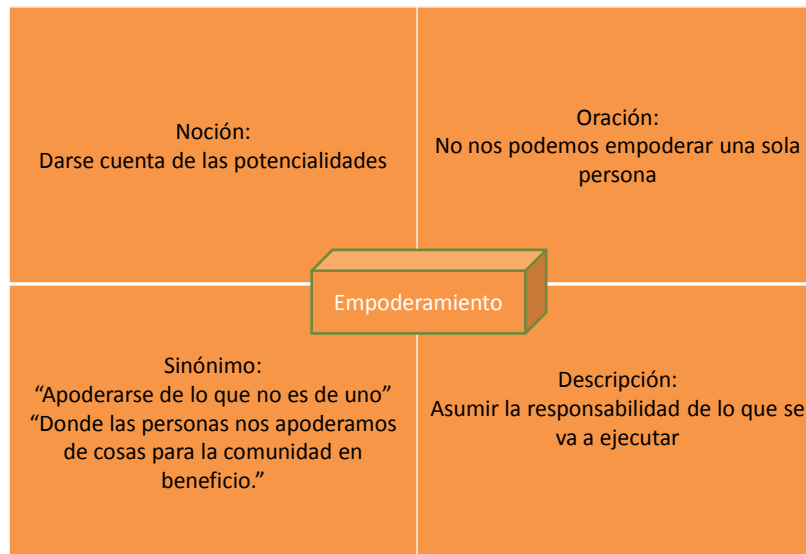 Noción:
Darse cuenta de las potencialidades
Oración:
No nos podemos empoderar una sola
persona
Empoderamiento
Sinónimo:
“Apoderarse de lo que no es de uno”
“Donde las personas nos apoderamos
de cosas para la comunidad en
beneficio.”
Descripción:
Asumir la responsabilidad de lo que se
va a ejecutar